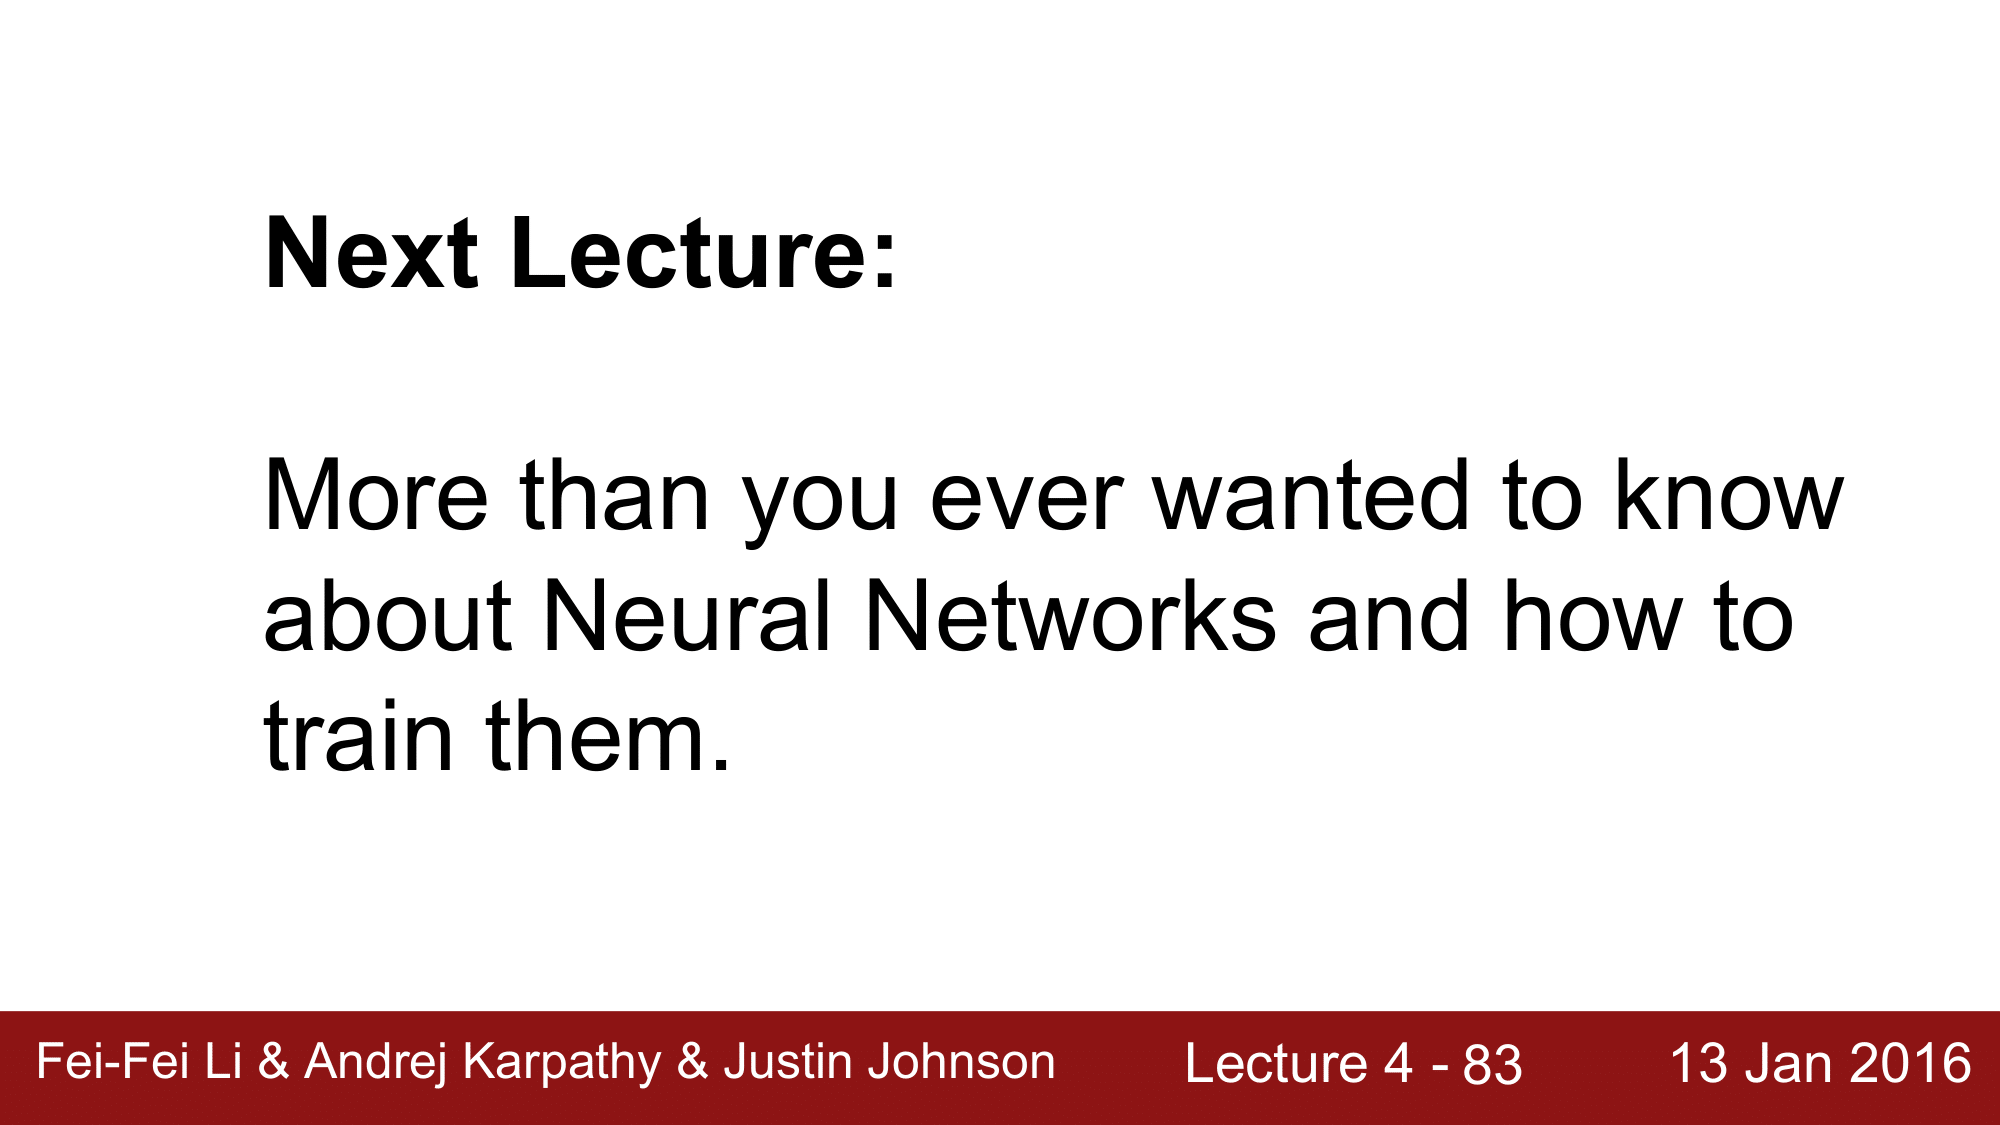 Next Lecture:
More than you ever wanted to know
about Neural Networks and how to
train them.
Fei-Fei Li & Andrej Karpathy & Justin Johnson
Lecture 4 - 83
13 Jan 2016